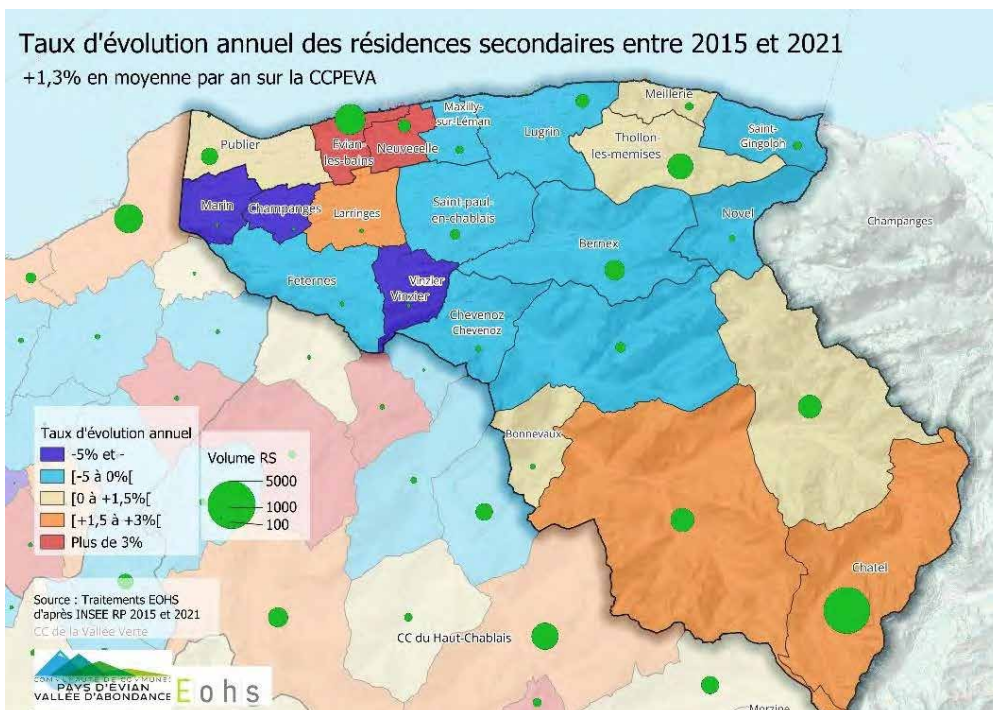 Taux d'évolution annuel des résidences secondaires entre 2015 et 2021
+1,3% en moyenne par an sur la CCPEVA
Meillerie
Maxilly-
sur-Léman
Lugrin
Saint-
Gingolph
Publier
Evian-
les-bains
Neuvecelle
Thollon-
les-memises
Marin
Champanges
Larringes
Saint-paul-
en-chablais
Novel
Champanges
Bernex
Feternes
Vinzier
Vinzier
Chevenoz
Chevenoz
Bonnevaux
Chatel
Taux d'évolution annuel
-5% et -
[-5 à 0%[
[0 à +1,5%[
[+1,5 à +3%[
Plus de 3%
Volume RS
5000
1000
100
Source : Traitements EOHS
d'après INSEE RP 2015 et 2021
CC de la Vallée Verte
CC du Haut-Chablais
COMMUNAUTÉ DE COMMUNES
PAYS D'ÉVIAN
VALLÉE D'ABONDANCE
Eohs
Morzine